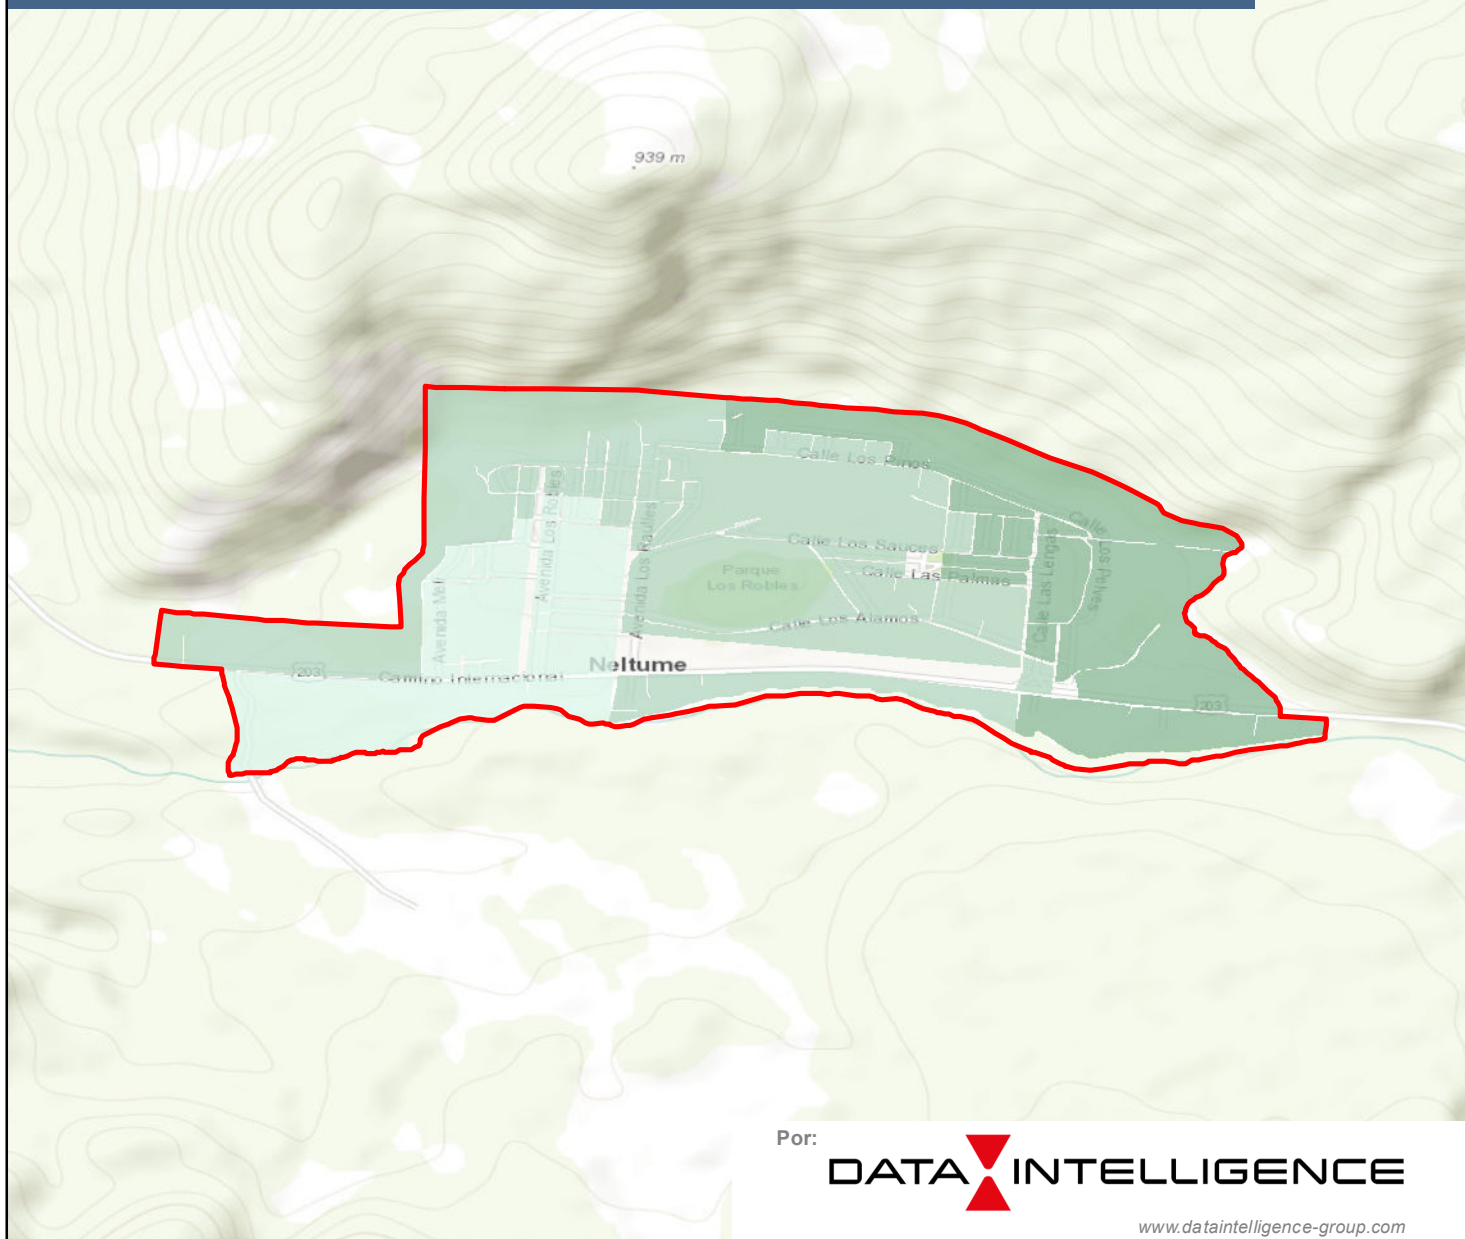 939 m
Calle Los Pinos
Avenida Los Robles
Avenida Los Raulíes
Calle Los Sauces
Calle Las Palmas
Parque
Los Robles
Calle Los Alamos
Calle Las Lengas
Calle Los Pelves
Avenida Mel
Neltume
203
Camino Internacional
203
Por:
DATA INTELLIGENCE
www.dataintelligence-group.com